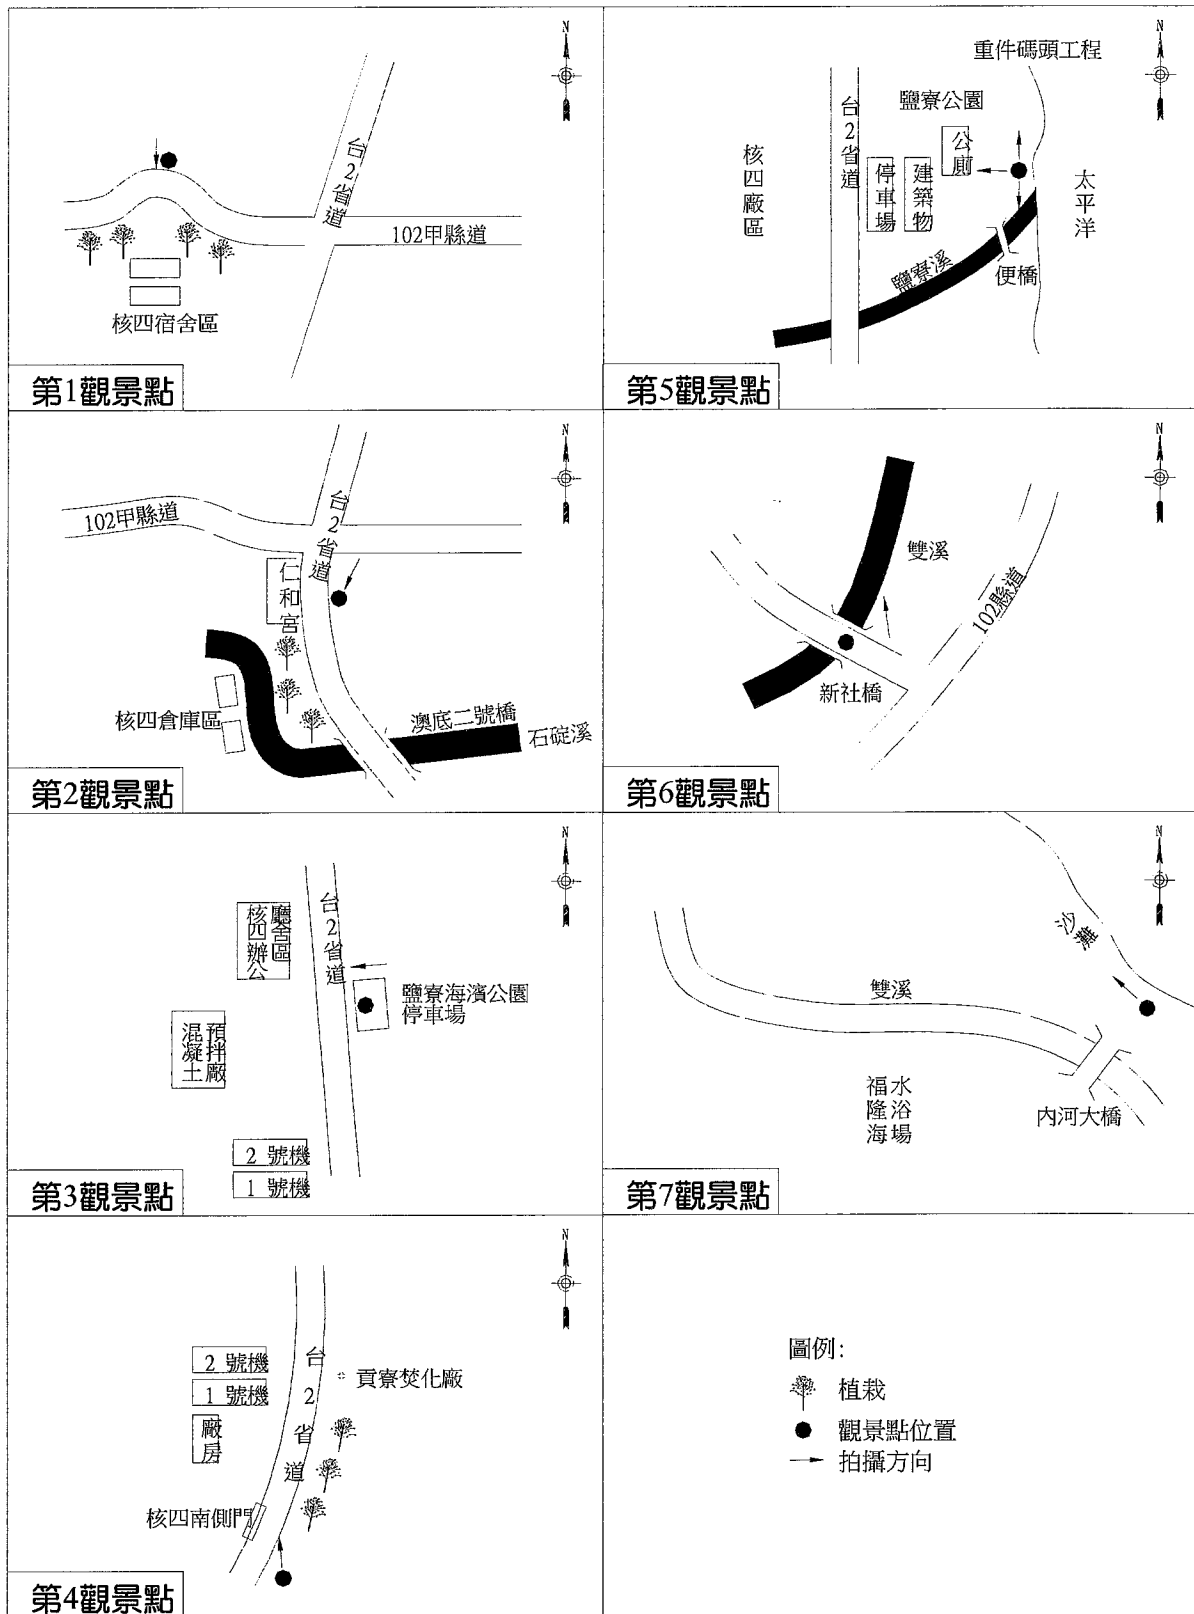 N
台2省道
102甲縣道
核四宿舍區
第1觀景點
N
重件碼頭工程
鹽寮公園
公廁
台2省道
核四廠區
停車場
建築物
太平洋
鹽寮溪
便橋
第5觀景點
N
102甲縣道
台2省道
仁和宮
核四倉庫區
澳底二號橋
石碇溪
第2觀景點
N
雙溪
102縣道
新社橋
第6觀景點
N
台2省道
核四辦公
廳舍區
鹽寮海濱公園
停車場
混凝土
預拌廠
2 號機
1 號機
第3觀景點
N
沙灘
雙溪
福隆海
水浴場
內河大橋
第7觀景點
N
2 號機
1 號機
廠房
台2省道
貢寮焚化廠
核四南側門
第4觀景點
圖例:
植栽
觀景點位置
拍攝方向